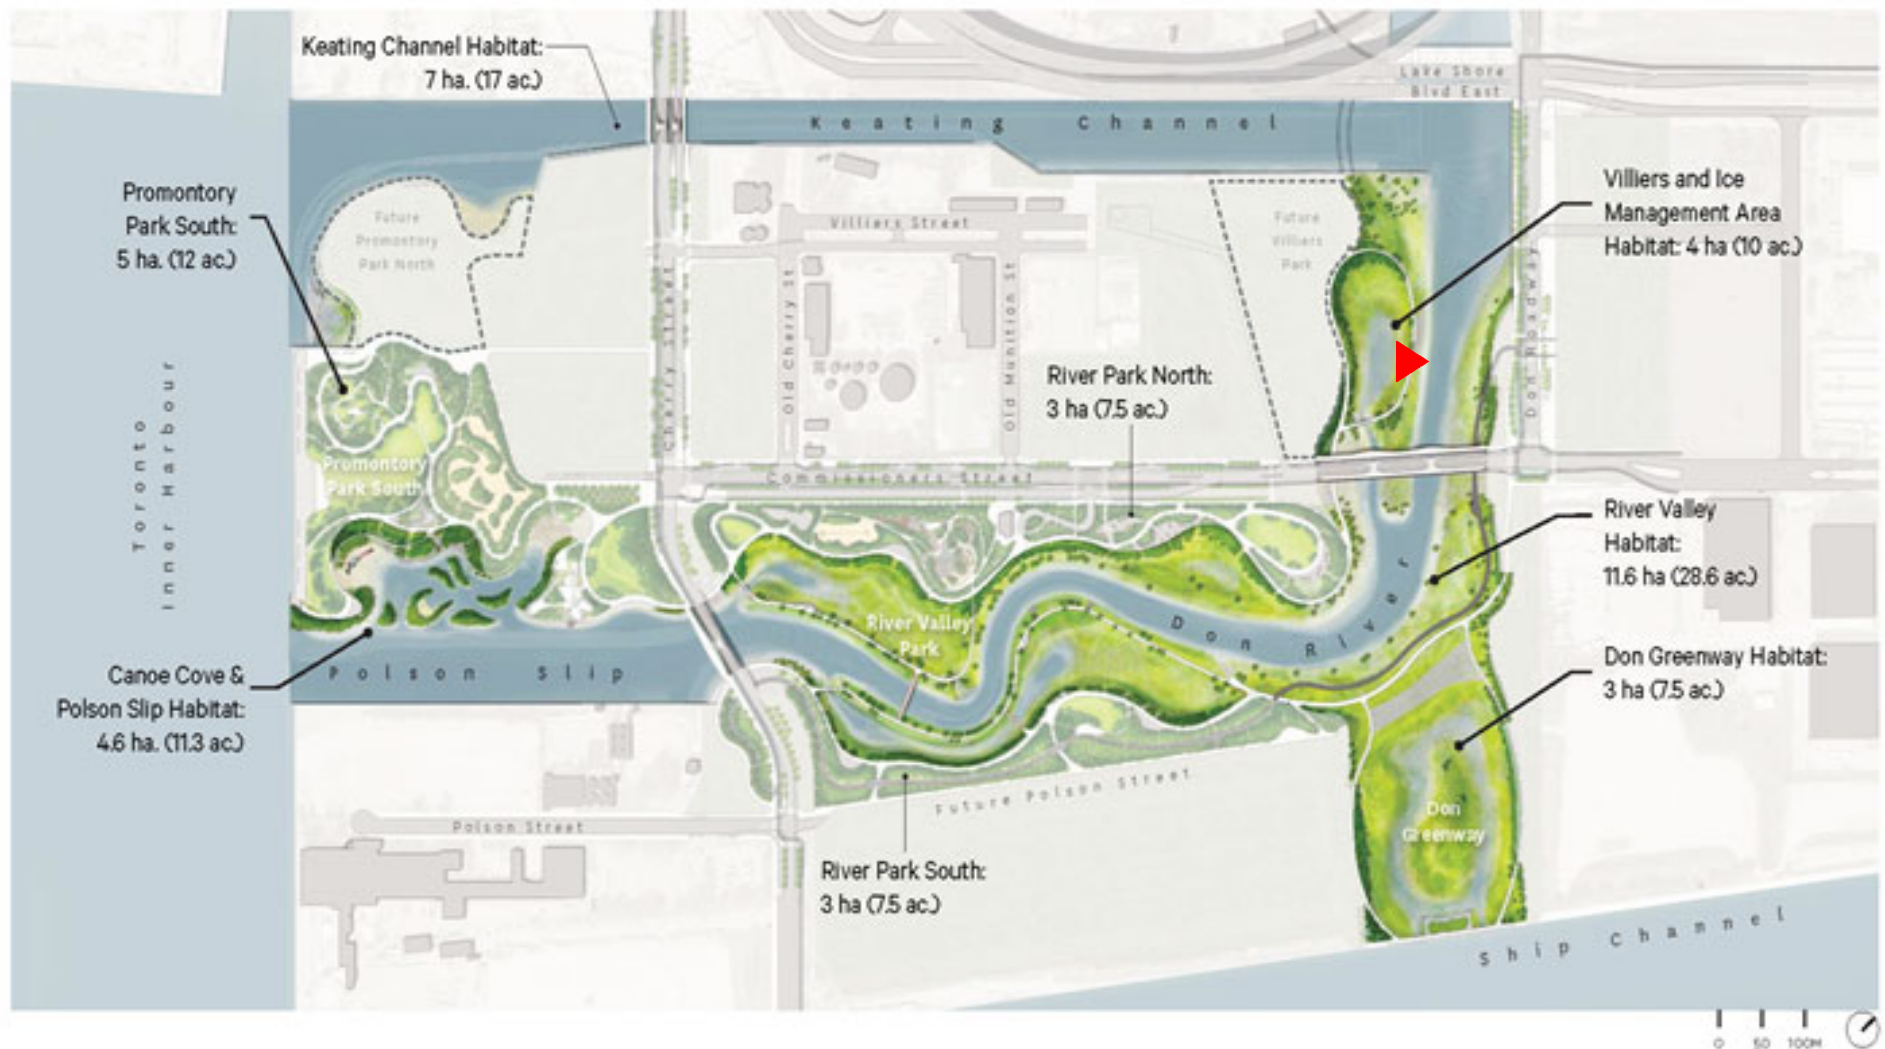 Keating Channel Habitat:
7 ha. (17 ac.)
Lake Shore
Blvd East
Keating Channel
Promontory
Park South:
5 ha. (12 ac.)
Future
Promontory
Park North
Villiers Street
Future
Villiers
Park
Villiers and Ice
Management Area
Habitat: 4 ha (10 ac.)
Cherry Street
Old Cherry St
Old Munition St
Don Roadway
River Park North:
3 ha (7.5 ac.)
Toronto
Inner Harbour
Promontory
Park South
Commissioners Street
River Valley
Habitat:
11.6 ha (28.6 ac.)
River Valley
Park
Don River
Don Greenway Habitat:
3 ha (7.5 ac.)
Canoe Cove &
Polson Slip Habitat:
4.6 ha. (11.3 ac.)
Polson Slip
Future Polson Street
Polson Street
Don
Greenway
River Park South:
3 ha (7.5 ac.)
Ship Channel
0 50 100M